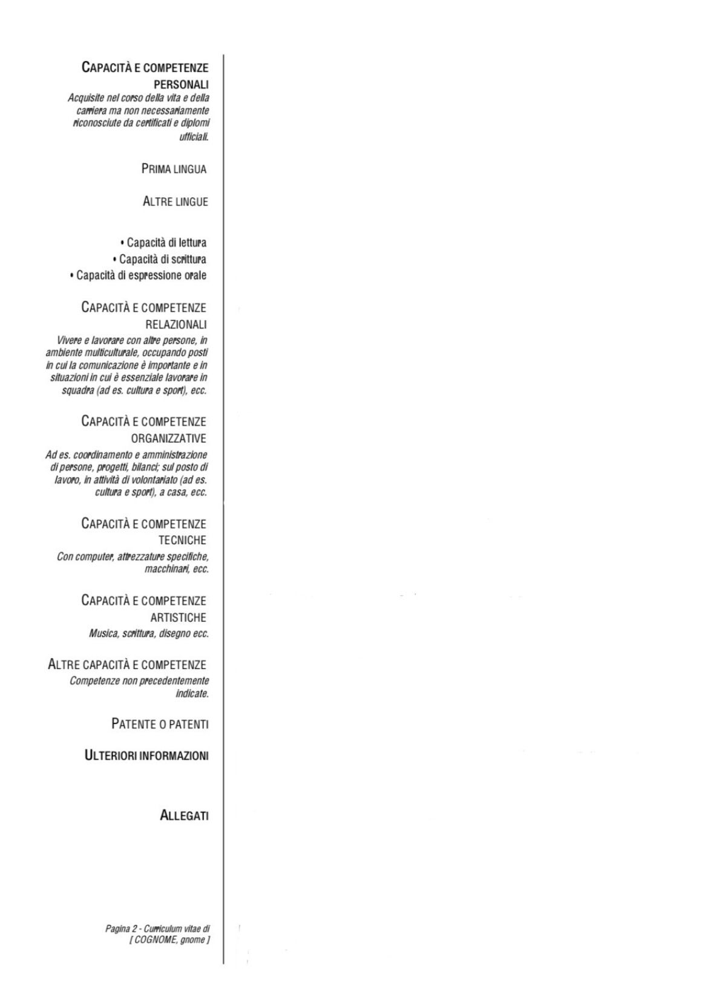 CAPACITÀ E COMPETENZE
PERSONALI
Acquisite nel corso della vita e della
carriera ma non necessariamente
riconosciute da certificati e diplomi
ufficiali.
PRIMA LINGUA
ALTRE LINGUE
• Capacità di lettura
• Capacità di scrittura
• Capacità di espressione orale
CAPACITÀ E COMPETENZE
RELAZIONALI
Vivere e lavorare con altre persone, in
ambiente multiculturale, occupando posti
in cui la comunicazione è importante e in
situazioni in cui è essenziale lavorare in
squadra (ad es. cultura e sport), ecc.
CAPACITÀ E COMPETENZE
ORGANIZZATIVE
Ad es. coordinamento e amministrazione
di persone, progetti, bilanci; sul posto di
lavoro, in attività di volontariato (ad es.
cultura e sport), a casa, ecc.
CAPACITÀ E COMPETENZE
TECNICHE
Con computer, attrezzature specifiche,
macchinari, ecc.
CAPACITÀ E COMPETENZE
ARTISTICHE
Musica, scrittura, disegno ecc.
ALTRE CAPACITÀ E COMPETENZE
Competenze non precedentemente
indicate.
PATENTE O PATENTI
ULTERIORI INFORMAZIONI
ALLEGATI
Pagina 2 - Curriculum vitae di
[ COGNOME, gnome ]